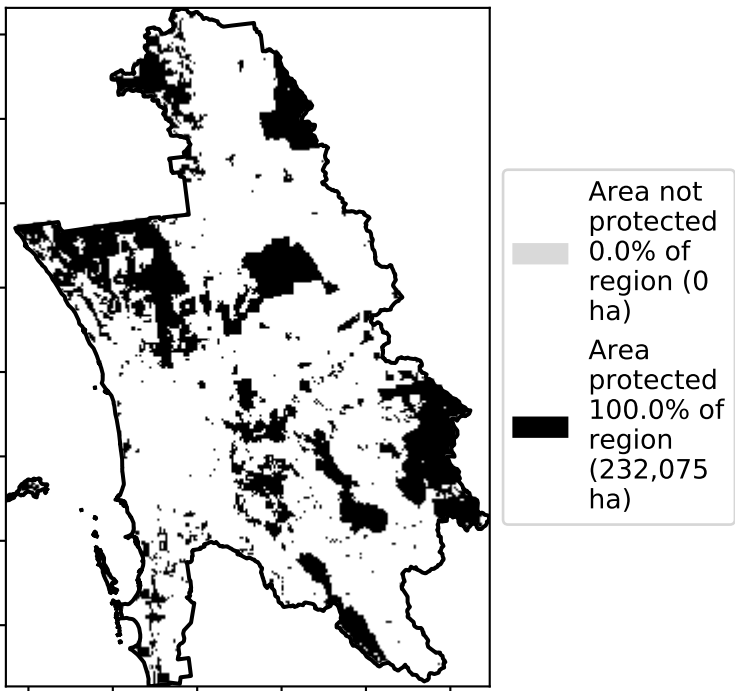 Area not
protected
0.0% of
region (0
ha)
Area
protected
100.0% of
region
(232,075
ha)